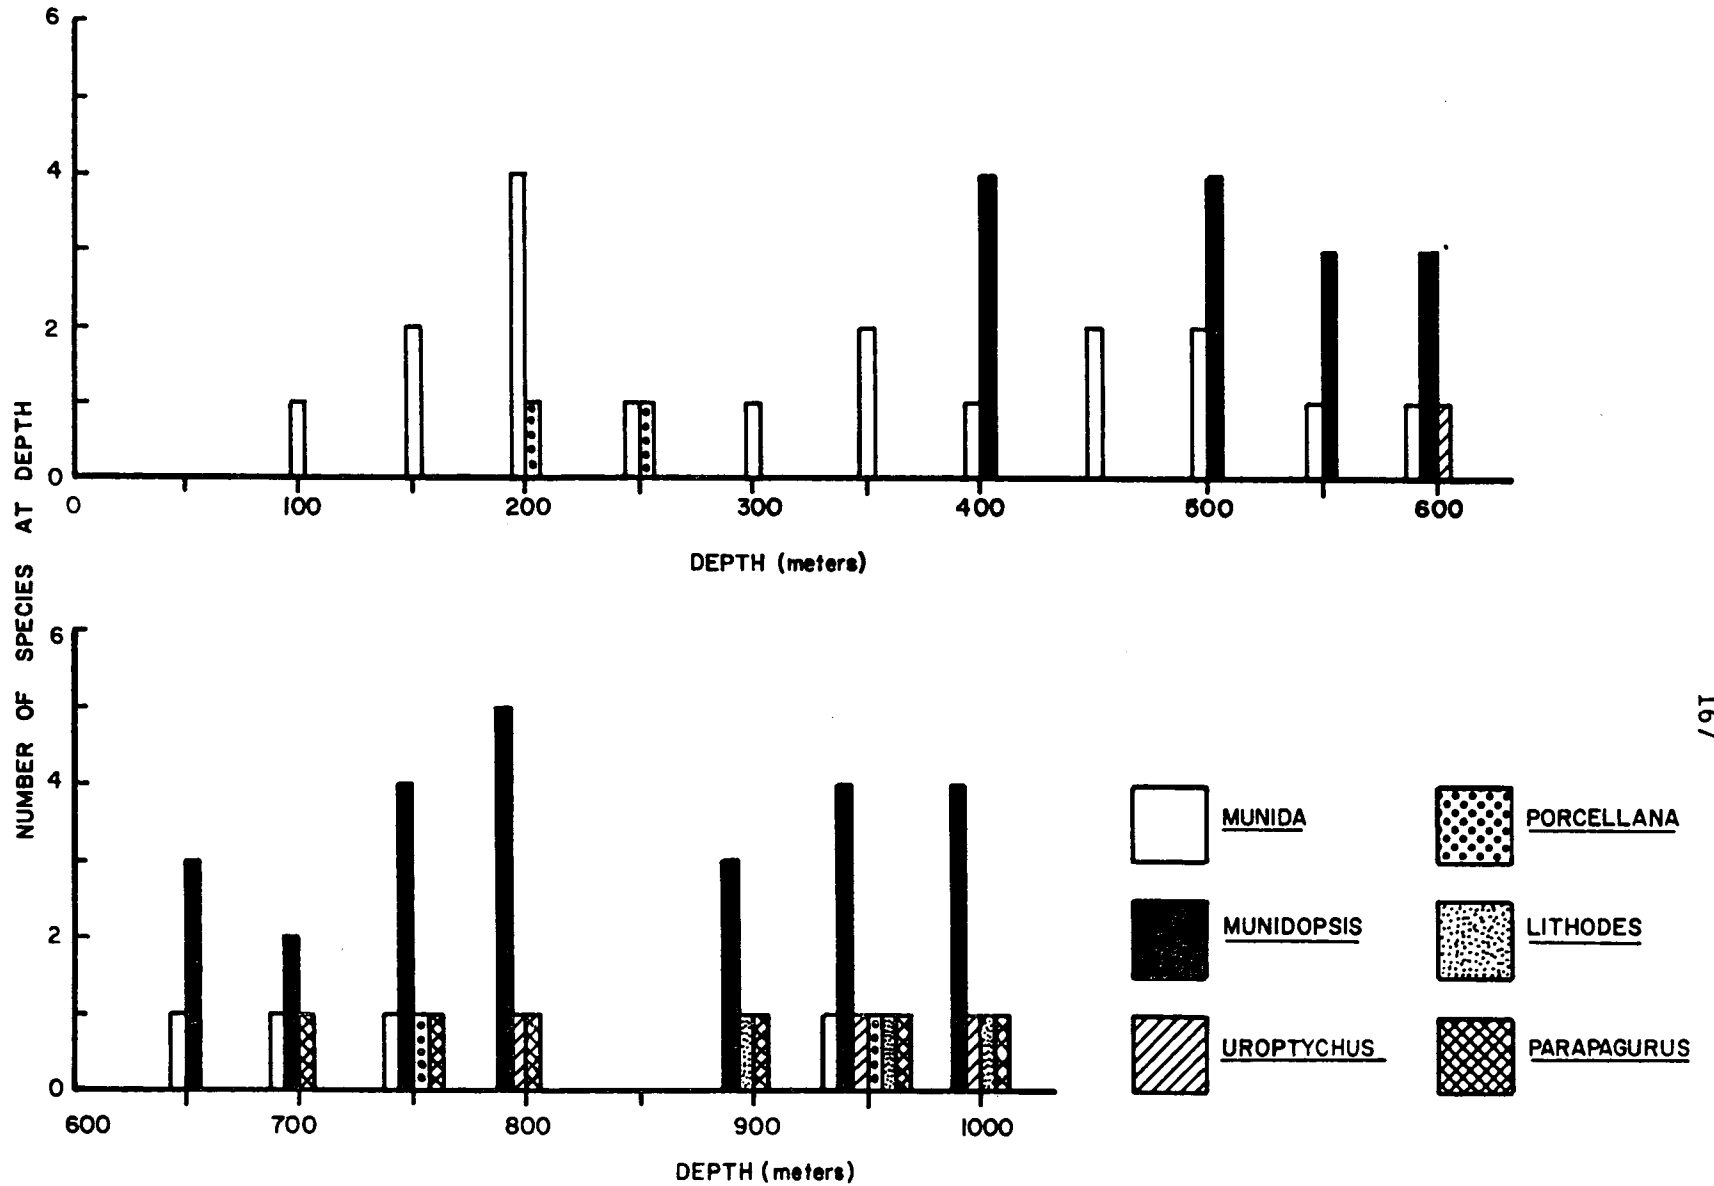 6
4
2
0
0 100 200 300 400 500 600
DEPTH (meters)
NUMBER OF SPECIES AT DEPTH
6
4
2
0
600 700 800 900 1000
DEPTH (meters)
MUNIDA
PORCELLANA
MUNIDOPSIS
LITHODES
UROPTYCHUS
PARAPAGURUS